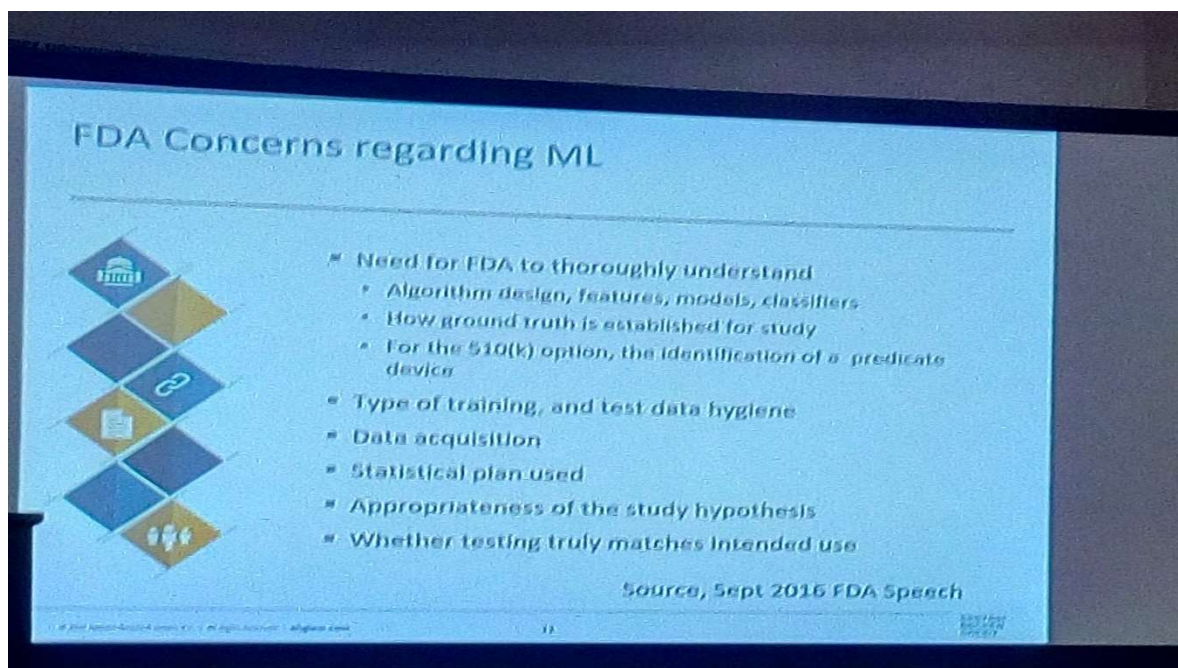 FDA Concerns regarding ML
Need for FDA to thoroughly understand
Algorithm design, features, models, classifiers
How ground truth is established for study
For the 510(k) option, the identification of a predicate
device
Type of training, and test data hygiene
Data acquisition
Statistical plan used
Appropriateness of the study hypothesis
Whether testing truly matches intended use
Source, Sept 2016 FDA Speech